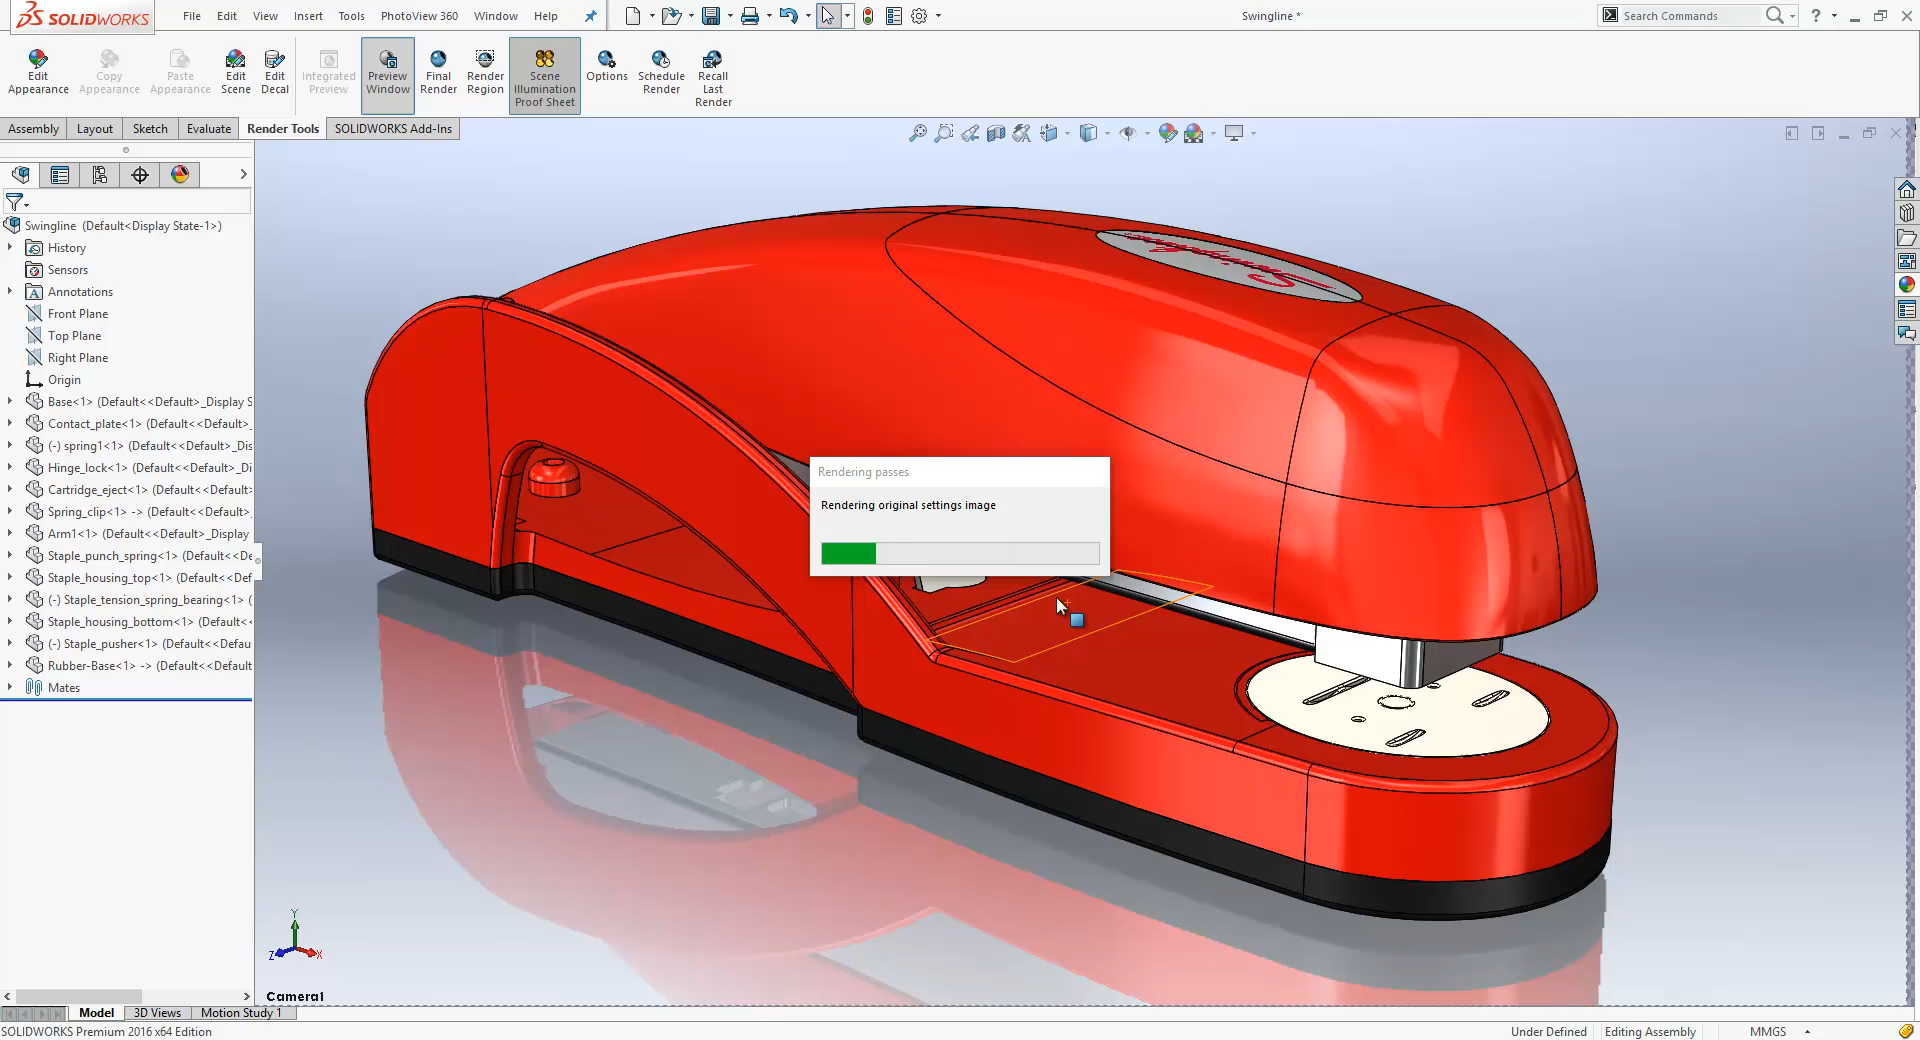 SOLIDWORKS
File Edit View Insert Tools PhotoView 360 Window Help
Swingline *
Search Commands
Edit Appearance
Copy Appearance
Paste Appearance
Edit Scene
Edit Decal
Integrated Preview
Preview Window
Final Render
Render Region
Scene Illumination Proof Sheet
Options
Schedule Render
Recall Last Render
Assembly Layout Sketch Evaluate Render Tools SOLIDWORKS Add-Ins
Swingline (Default<Display State-1>)
History
Sensors
Annotations
Front Plane
Top Plane
Right Plane
Origin
Base<1> (Default<<Default>_Display S
Contact_plate<1> (Default<<Default>_
(-) spring1<1> (Default<<Default>_Dis
Hinge_lock<1> (Default<<Default>_Di
Cartridge_eject<1> (Default<<Default>
Spring_clip<1> -> (Default<<Default>_
Arm1<1> (Default<<Default>_Display
Staple_punch_spring<1> (Default<<De
Staple_housing_top<1> (Default<<Def
(-) Staple_tension_spring_bearing<1> (
Staple_housing_bottom<1> (Default<<
(-) Staple_pusher<1> (Default<<Defau
Rubber-Base<1> -> (Default<<Default
Mates
Swingline
Rendering passes
Rendering original settings image
Y
Z
X
Camera1
Model 3D Views Motion Study 1
SOLIDWORKS Premium 2016 x64 Edition
Under Defined Editing Assembly MMGS